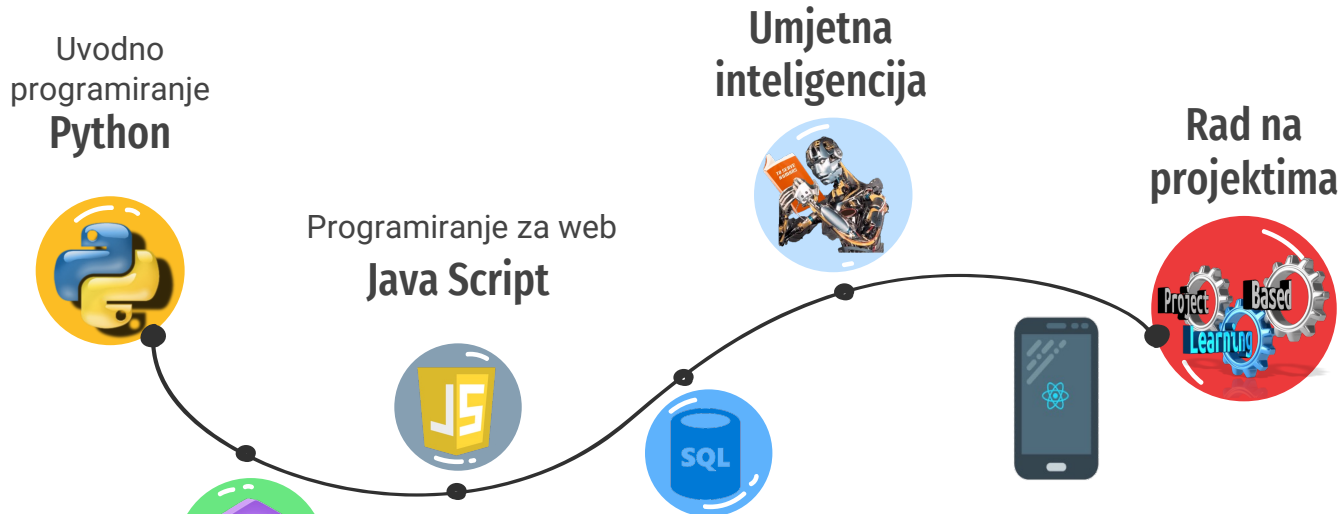 Uvodno
programiranje
Python
Programiranje za web
Java Script
JS
SQL
Umjetna
inteligencija
Rad na
projektima
Project
Based
Learning